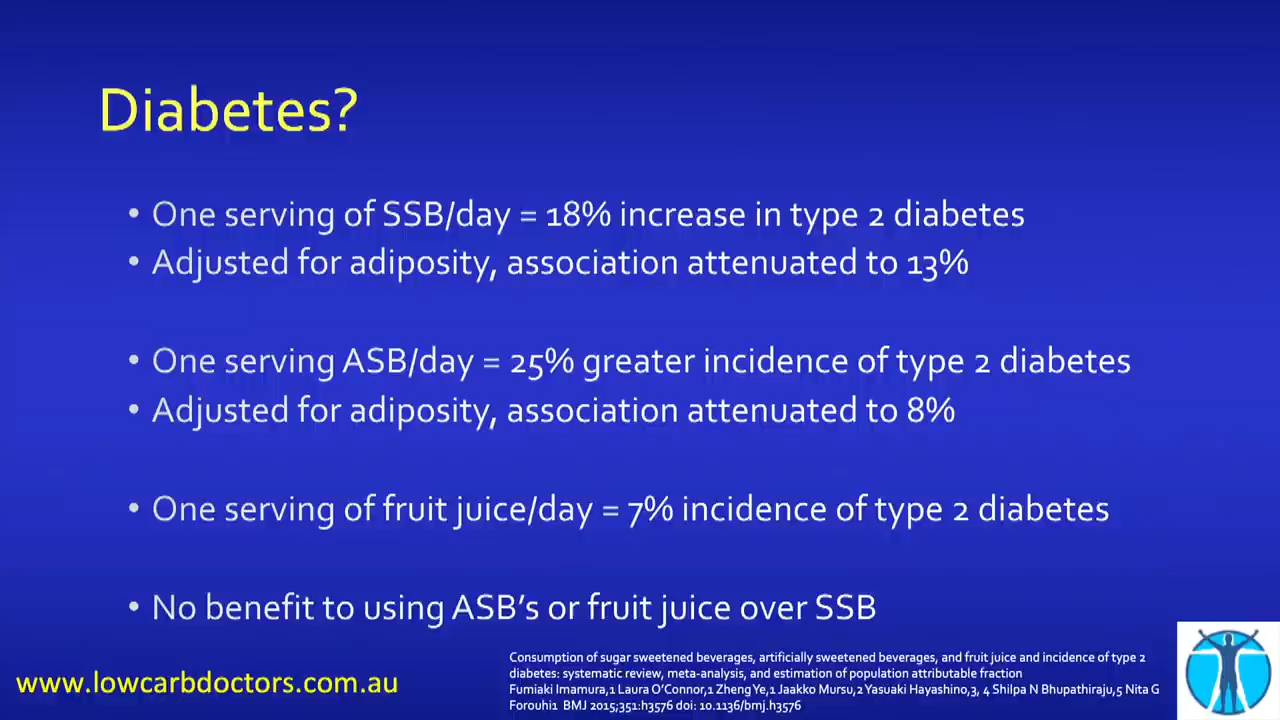 Diabetes?
• One serving of SSB/day = 18% increase in type 2 diabetes
• Adjusted for adiposity, association attenuated to 13%
• One serving ASB/day = 25% greater incidence of type 2 diabetes
• Adjusted for adiposity, association attenuated to 8%
• One serving of fruit juice/day = 7% incidence of type 2 diabetes
• No benefit to using ASB's or fruit juice over SSB
Consumption of sugar sweetened beverages, artificially sweetened beverages, and fruit juice and incidence of type 2
diabetes: systematic review, meta-analysis, and estimation of population attributable fraction
Fumiaki Imamura,1 Laura O'Connor,1 Zheng Ye,1 Jaakko Mursu,2 Yasuaki Hayashino,3, 4 Shilpa N Bhupathiraju,5 Nita G
Forouhi1 BMJ 2015;351:h3576 doi: 10.1136/bmj.h3576
www.lowcarbdoctors.com.au